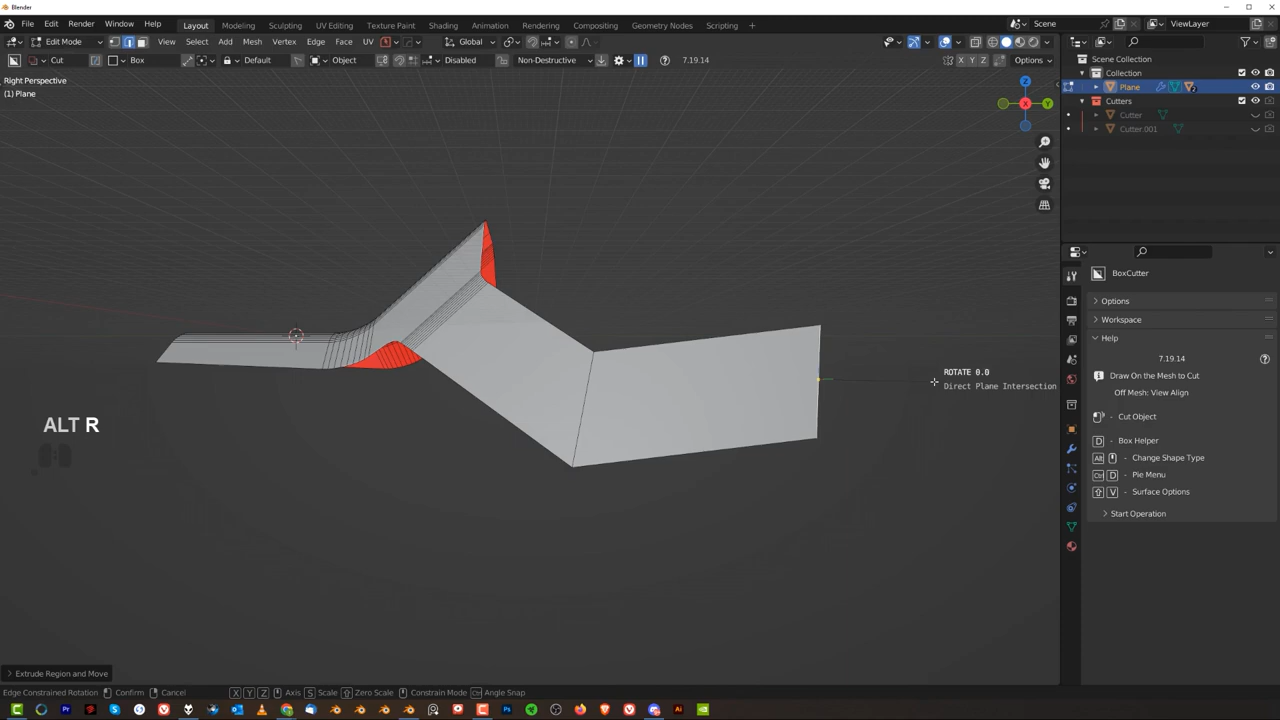 Blender
File Edit Render Window Help
Layout Modeling Sculpting UV Editing Texture Paint Shading Animation Rendering Compositing Geometry Nodes Scripting +
Scene
ViewLayer
Edit Mode
View Select Add Mesh Vertex Edge Face UV
Global
Cut
Box
Default
Object
Disabled
Non-Destructive
7.19.14
X Y Z
Options
Right Perspective
(1) Plane
Z
X
Y
Scene Collection
Collection
Plane
Cutters
Cutter
Cutter.001
BoxCutter
Options
Workspace
Help
7.19.14
Draw On the Mesh to Cut
Off Mesh: View Align
- Cut Object
D - Box Helper
Alt - Change Shape Type
Ctrl D - Pie Menu
V - Surface Options
Start Operation
ROTATE 0.0
Direct Plane Intersection
ALT R
Extrude Region and Move
Edge Constrained Rotate
Confirm Cancel X Y Z Axis S Scale Zero Scale Constrain Mode Ctrl Angle Snap